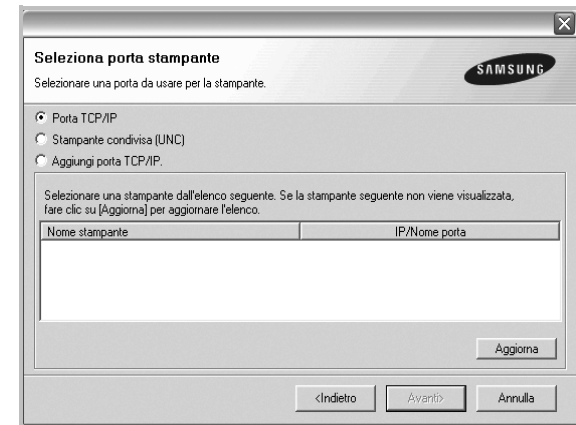 Seleziona porta stampante
Selezionare una porta da usare per la stampante.
SAMSUNG
Porta TCP/IP
Stampante condivisa (UNC)
Aggiungi porta TCP/IP.
Selezionare una stampante dall'elenco seguente. Se la stampante seguente non viene visualizzata,
fare clic su [Aggiorna] per aggiornare l'elenco.
Nome stampante IP/Nome porta
Aggiorna
<Indietro Avanti> Annulla